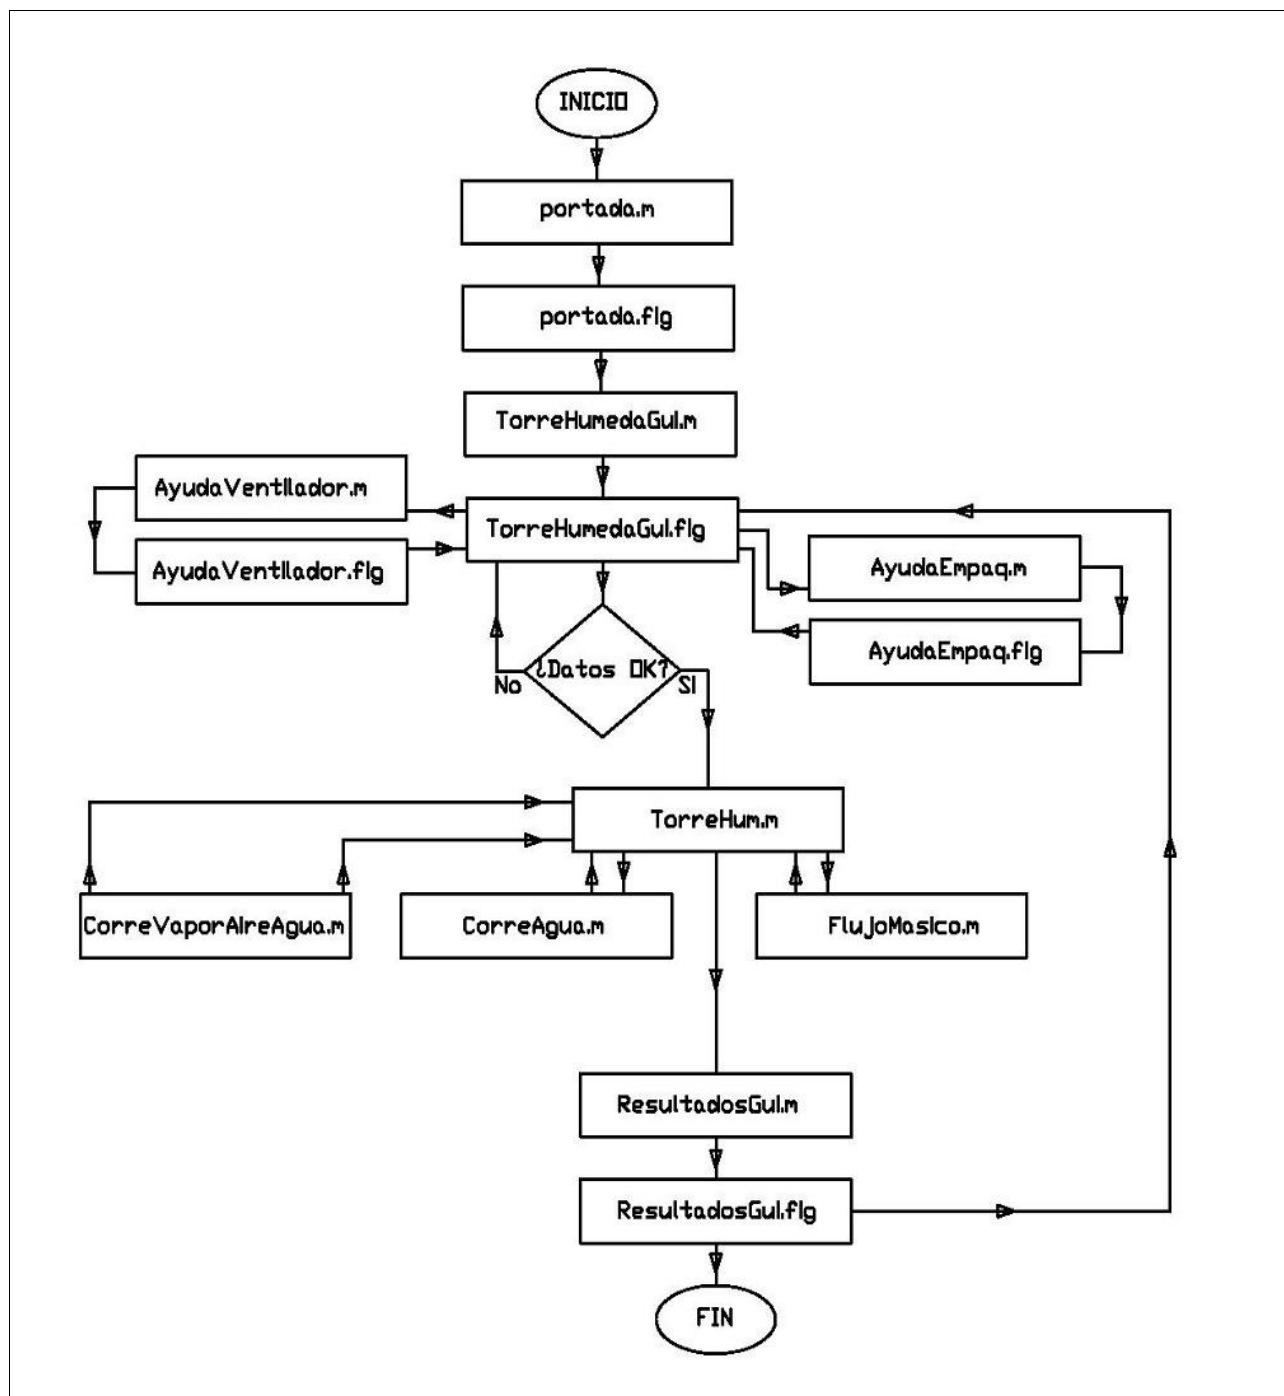 INICIO
portada.m
portada.fig
TorreHumedaGuI.m
AyudaVentilador.m
TorreHumedaGuI.fig
AyudaVentilador.fig
AyudaEmpaq.m
AyudaEmpaq.fig
¿Datos OK?
No
SI
TorreHum.m
CorreVaporAireAgua.m
CorreAgua.m
FlujoMasico.m
ResultadosGuI.m
ResultadosGuI.fig
FIN